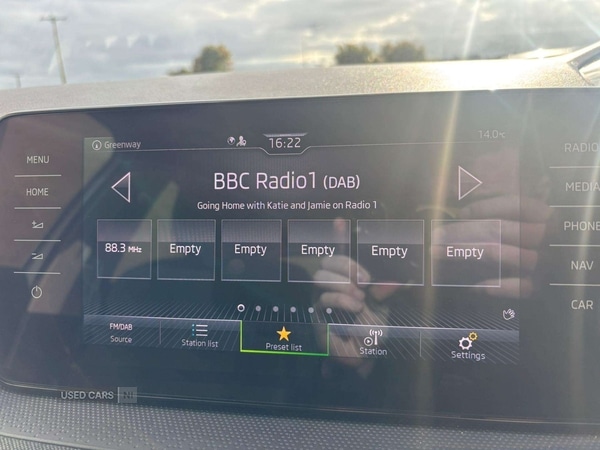 Greenway
16:22
14.0°C
MENU
HOME
RADIO
MEDIA
PHONE
NAV
CAR
BBC Radio1 (DAB)
Going Home with Katie and Jamie on Radio 1
88.3 MHz
Empty
Empty
Empty
Empty
Empty
FM/DAB
Source
Station list
Preset list
Station
Settings
USED CARS NI